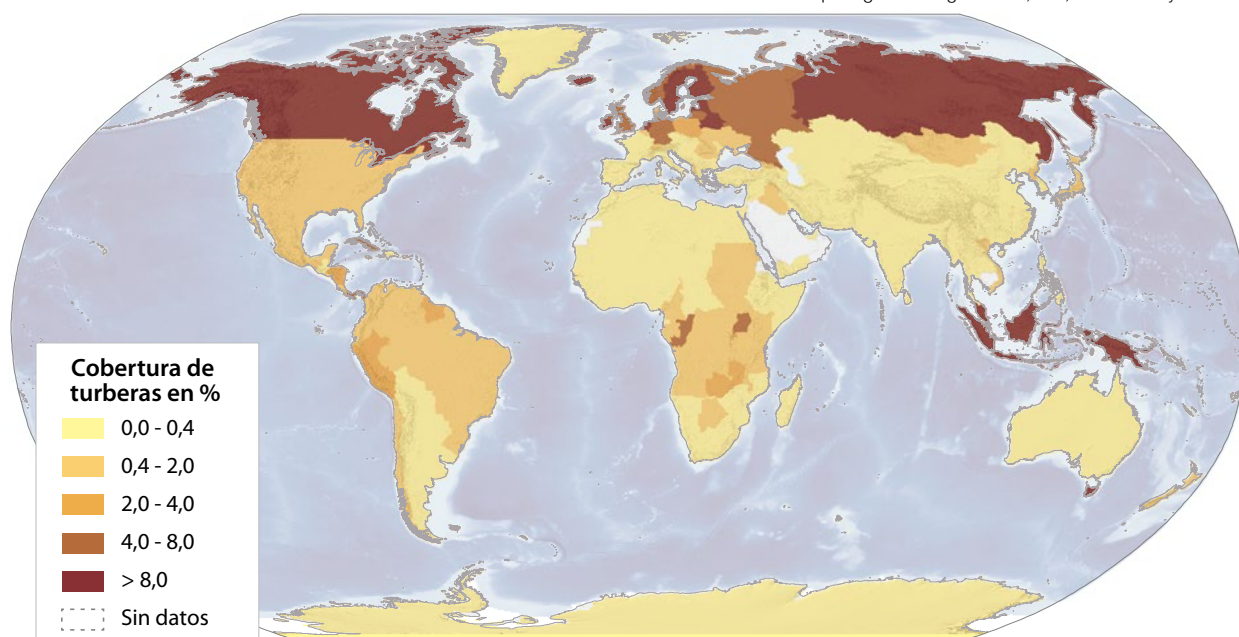 Cobertura de
turberas en %
0,0 - 0,4
0,4 - 2,0
2,0 - 4,0
4,0 - 8,0
> 8,0
Sin datos